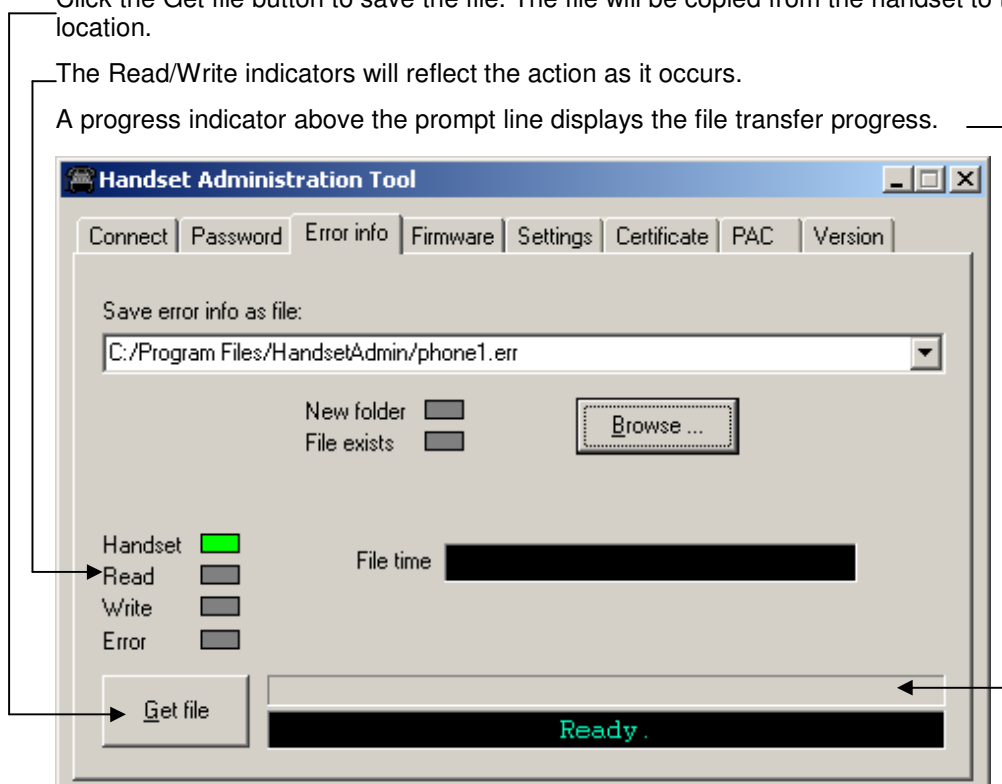 Click the Get file button to save the file. The file will be copied from the handset to
location.
The Read/Write indicators will reflect the action as it occurs.
A progress indicator above the prompt line displays the file transfer progress.
Handset Administration Tool
Connect Password Error info Firmware Settings Certificate PAC Version
Save error info as file:
C:/Program Files/HandsetAdmin/phone1.err
New folder
File exists
Browse ...
Handset
Read
File time
Write
Error
Get file
Ready.